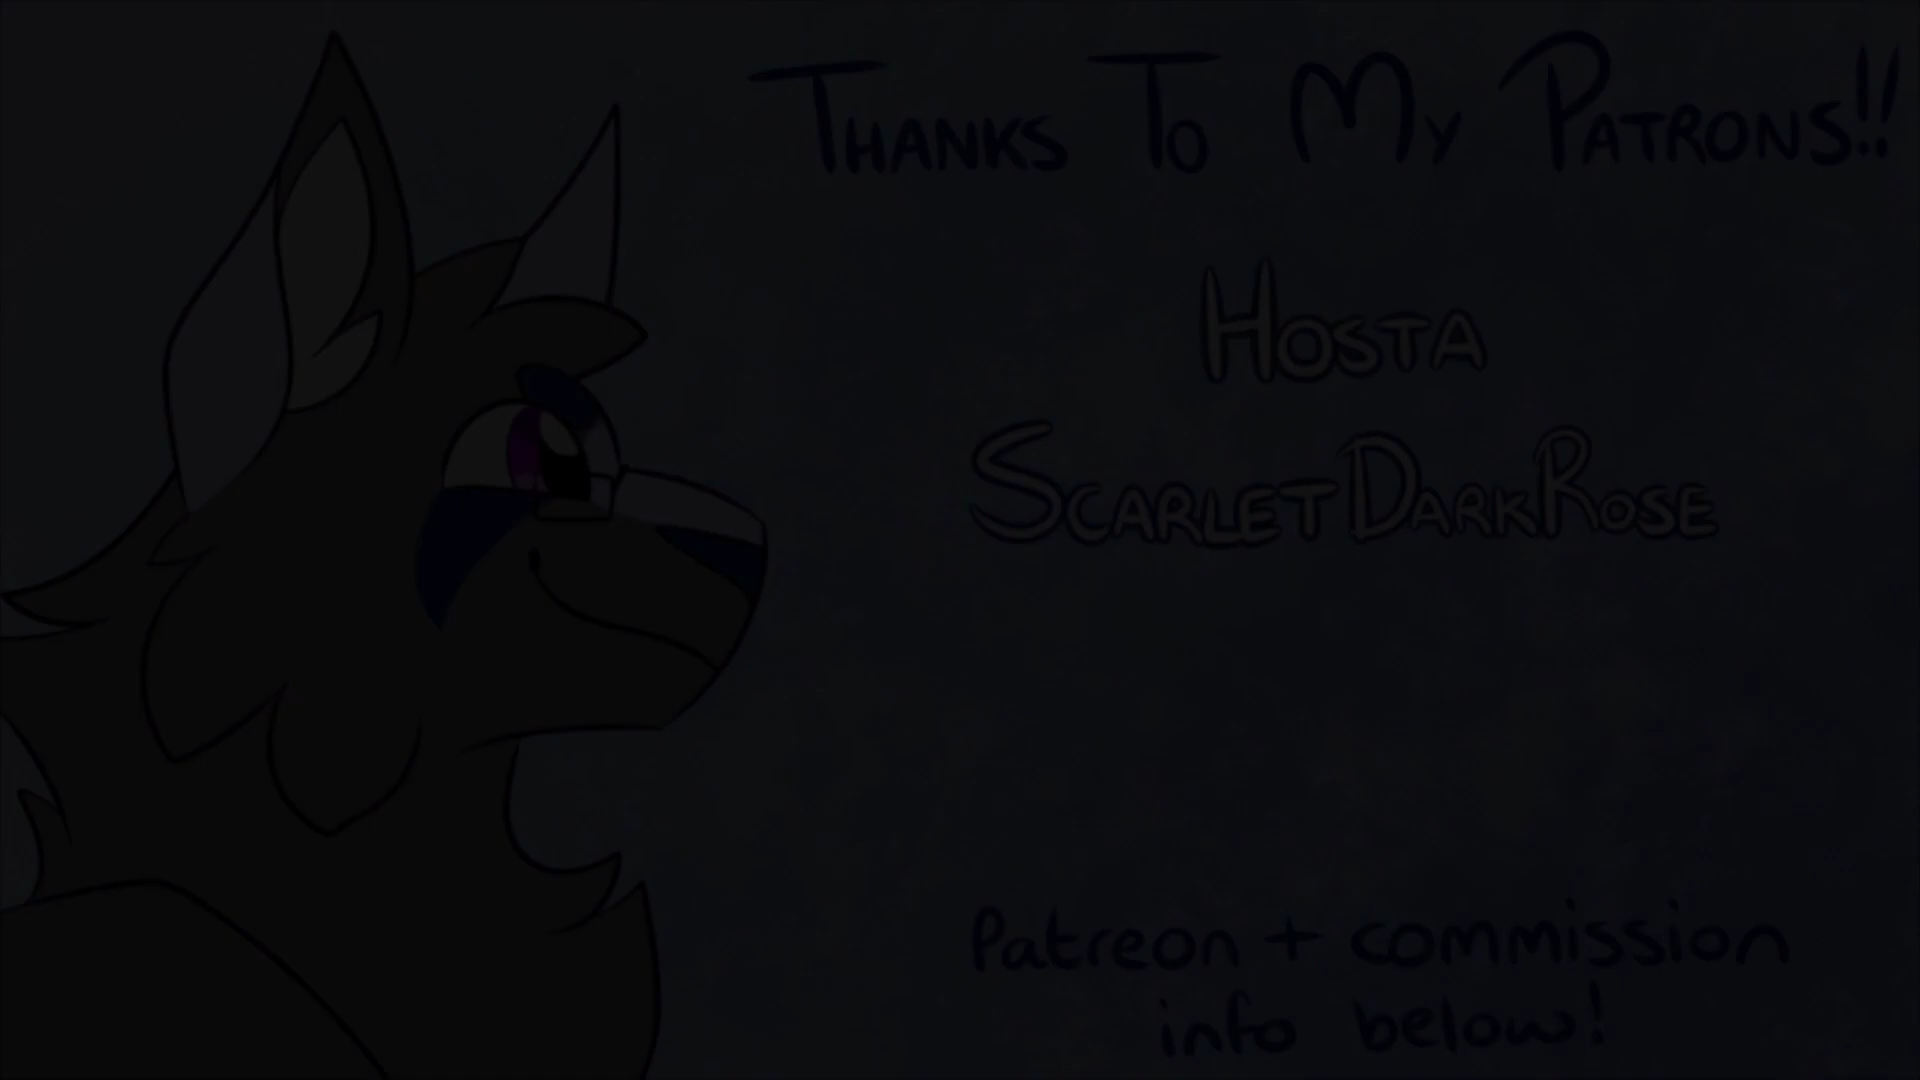 Thanks To My Patrons!!
Hosta
ScarletDarkRose
Patreon + commission
info below!